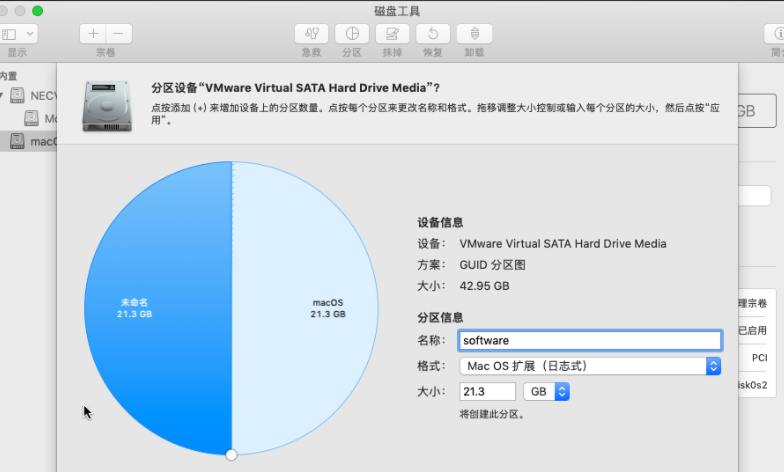 磁盘工具
显示
宗卷
急救
分区
抹掉
恢复
卸载
内置
macO
GB
分区设备“VMware Virtual SATA Hard Drive Media”?
点按添加 (+) 来增加设备上的分区数量。点按每个分区来更改名称和格式。拖移调整大小控制或输入每个分区的大小，然后点按“应
用”。
未命名
21.3 GB
macOS
21.3 GB
设备信息
设备： VMware Virtual SATA Hard Drive Media
方案： GUID 分区图
大小： 42.95 GB
分区信息
名称： software
格式： Mac OS 扩展（日志式）
大小： 21.3 GB
将创建此分区。
理宗卷
已启用
PCI
isk0s2